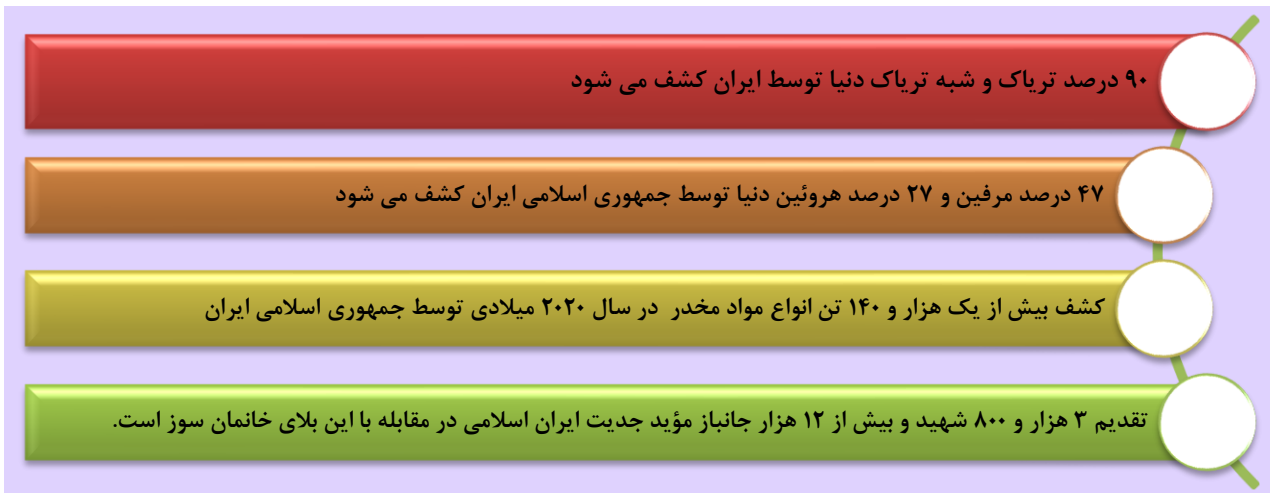 ۹۰ درصد تریاک و شبه تریاک دنیا توسط ایران کشف می شود
۴۷ درصد مرفین و ۲۷ درصد هروئین دنیا توسط جمهوری اسلامی ایران کشف می شود
کشف بیش از یک هزار و ۱۴۰ تن انواع مواد مخدر در سال ۲۰۲۰ میلادی توسط جمهوری اسلامی ایران
تقدیم ۳ هزار و ۸۰۰ شهید و بیش از ۱۲ هزار جانباز مؤید جدیت ایران اسلامی در مقابله با این بلای خانمان سوز است.